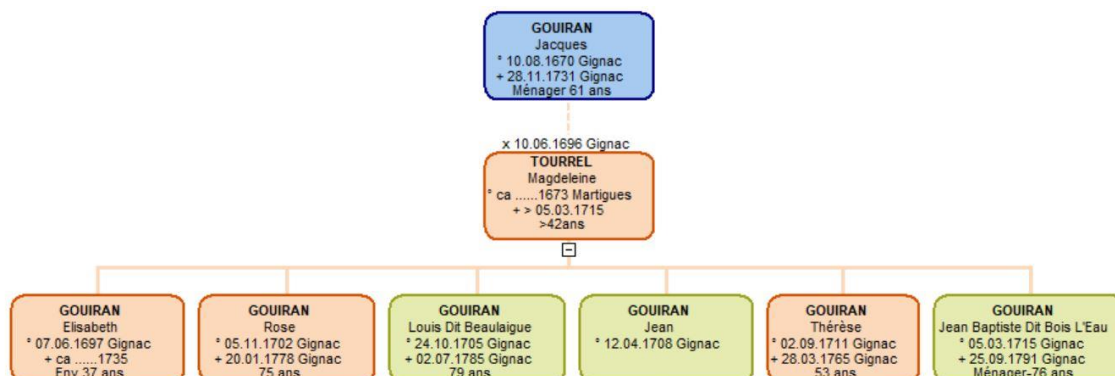 GOUIRAN
Jacques
° 10.08.1670 Gignac
+ 28.11.1731 Gignac
Ménager 61 ans
x 10.06.1696 Gignac
TOURREL
Magdeleine
° ca ......1673 Martigues
+ > 05.03.1715
>42ans
GOUIRAN
Elisabeth
° 07.06.1697 Gignac
+ ca ......1735
Env 37 ans
GOUIRAN
Rose
° 05.11.1702 Gignac
+ 20.01.1778 Gignac
75 ans
GOUIRAN
Louis Dit Beaulaigue
° 24.10.1705 Gignac
+ 02.07.1785 Gignac
79 ans
GOUIRAN
Jean
° 12.04.1708 Gignac
GOUIRAN
Thérèse
° 02.09.1711 Gignac
+ 28.03.1765 Gignac
53 ans
GOUIRAN
Jean Baptiste Dit Bois L'Eau
° 05.03.1715 Gignac
+ 25.09.1791 Gignac
Ménager-76 ans